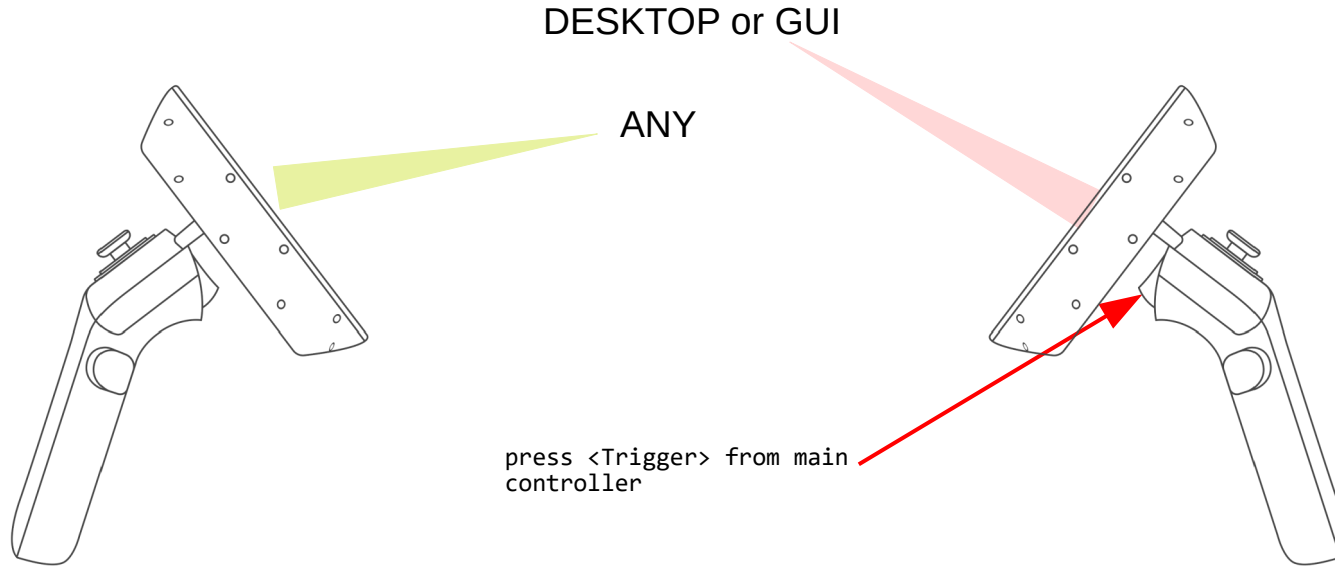 DESKTOP or GUI
ANY
press <Trigger> from main
controller